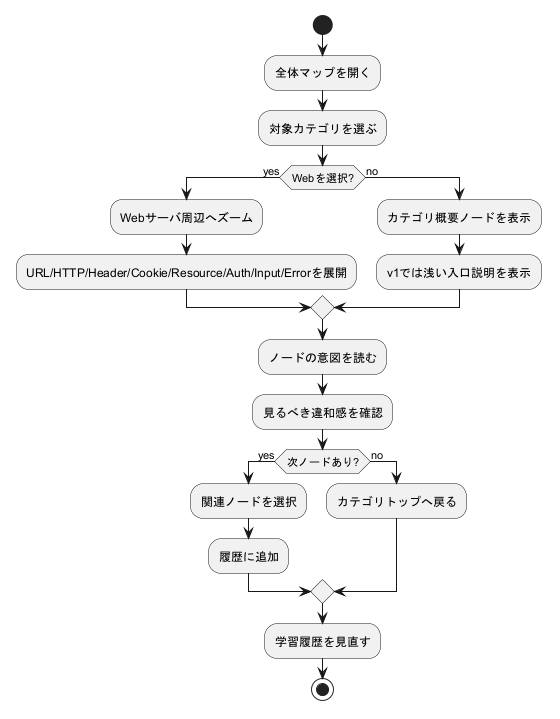 全体マップを開く
対象カテゴリを選ぶ
yes
Webを選択?
no
Webサーバ周辺へズーム
カテゴリ概要ノードを表示
URL/HTTP/Header/Cookie/Resource/Auth/Input/Errorを展開
v1では浅い入口説明を表示
ノードの意図を読む
見るべき違和感を確認
yes
次ノードあり?
no
関連ノードを選択
カテゴリトップへ戻る
履歴に追加
学習履歴を見直す